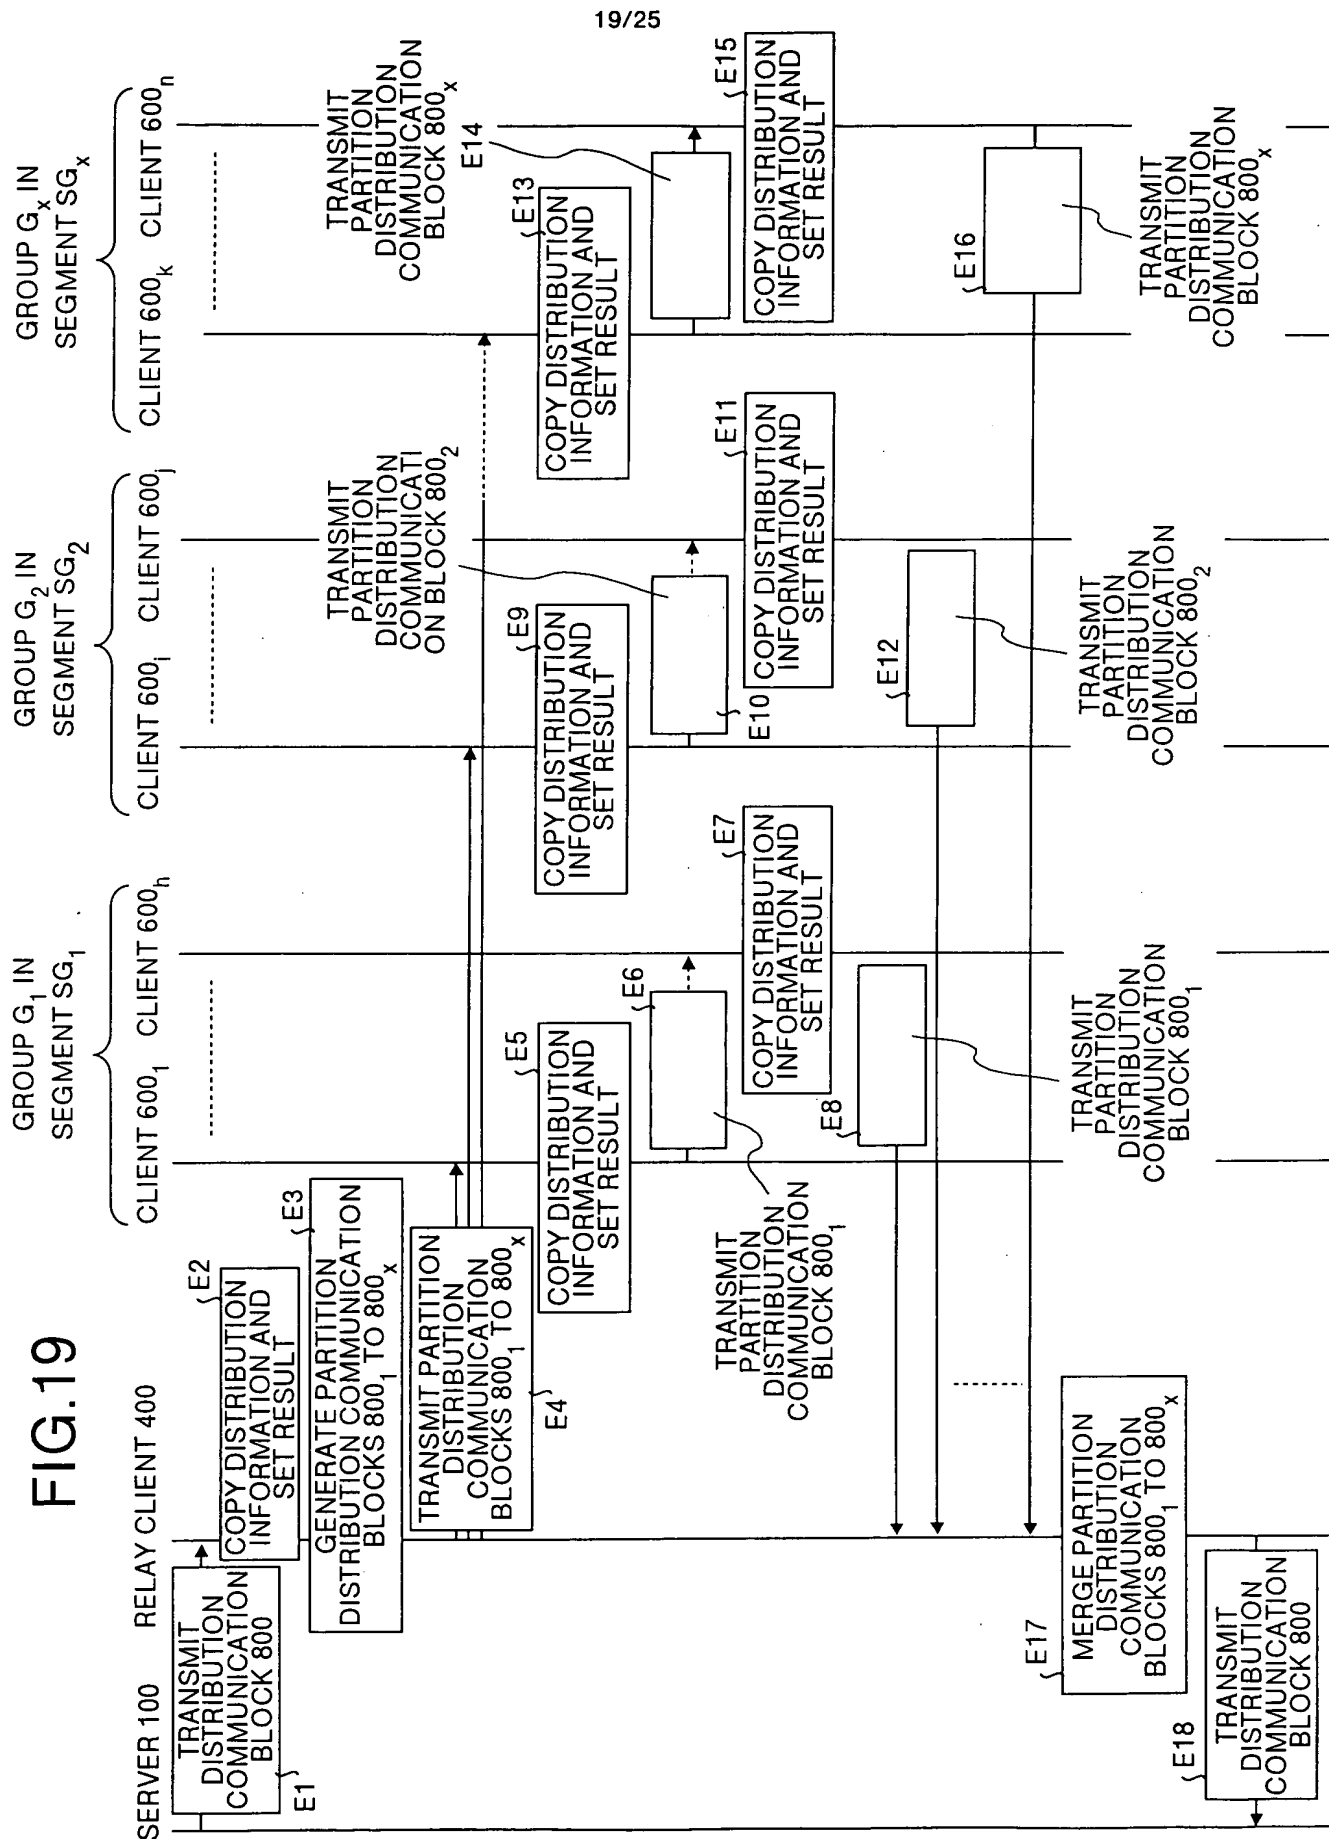 19/25
FIG.19
SERVER 100
RELAY CLIENT 400
GROUP G1 IN
SEGMENT SG1
CLIENT 6001
CLIENT 600h
GROUP G2 IN
SEGMENT SG2
CLIENT 600i
CLIENT 600j
GROUP Gx IN
SEGMENT SGx
CLIENT 600k
CLIENT 600n
TRANSMIT
DISTRIBUTION
COMMUNICATION
BLOCK 800
E1
E2
COPY DISTRIBUTION
INFORMATION AND
SET RESULT
E3
GENERATE PARTITION
DISTRIBUTION COMMUNICATION
BLOCKS 8001 TO 800x
TRANSMIT PARTITION
DISTRIBUTION
COMMUNICATION
BLOCKS 8001 TO 800x
E4
E5
COPY DISTRIBUTION
INFORMATION AND
SET RESULT
E6
TRANSMIT
PARTITION
DISTRIBUTION
COMMUNICATION
BLOCK 8001
E7
COPY DISTRIBUTION
INFORMATION AND
SET RESULT
E8
TRANSMIT
PARTITION
DISTRIBUTION
COMMUNICATION
BLOCK 8001
E9
COPY DISTRIBUTION
INFORMATION AND
SET RESULT
TRANSMIT
PARTITION
DISTRIBUTION
COMMUNICATI
ON BLOCK 8002
E10
E11
COPY DISTRIBUTION
INFORMATION AND
SET RESULT
E12
TRANSMIT
PARTITION
DISTRIBUTION
COMMUNICATION
BLOCK 8002
E13
COPY DISTRIBUTION
INFORMATION AND
SET RESULT
TRANSMIT
PARTITION
DISTRIBUTION
COMMUNICATION
BLOCK 800x
E14
E15
COPY DISTRIBUTION
INFORMATION AND
SET RESULT
E16
TRANSMIT
PARTITION
DISTRIBUTION
COMMUNICATION
BLOCK 800x
E17
MERGE PARTITION
DISTRIBUTION
COMMUNICATION
BLOCKS 8001 TO 800x
E18
TRANSMIT
DISTRIBUTION
COMMUNICATION
BLOCK 800